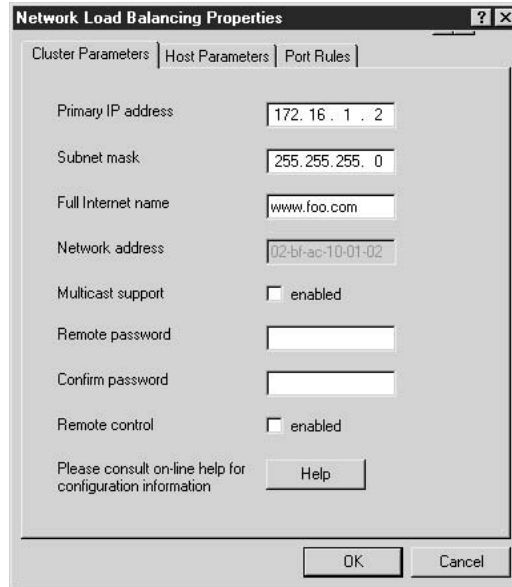 Network Load Balancing Properties
Cluster Parameters
Host Parameters
Port Rules
Primary IP address
172. 16 . 1 . 2
Subnet mask
255.255.255. 0
Full Internet name
www.foo.com
Network address
02-bf-ac-10-01-02
Multicast support
enabled
Remote password
Confirm password
Remote control
enabled
Please consult on-line help for
configuration information
Help
OK
Cancel